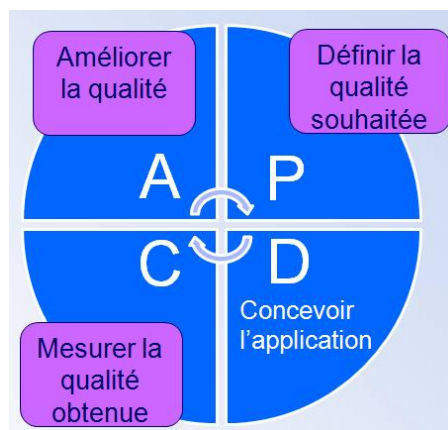 Améliorer
la qualité
Définir la
qualité
souhaitée
A
P
C
D
Concevoir
l'application
Mesurer la
qualité
obtenue